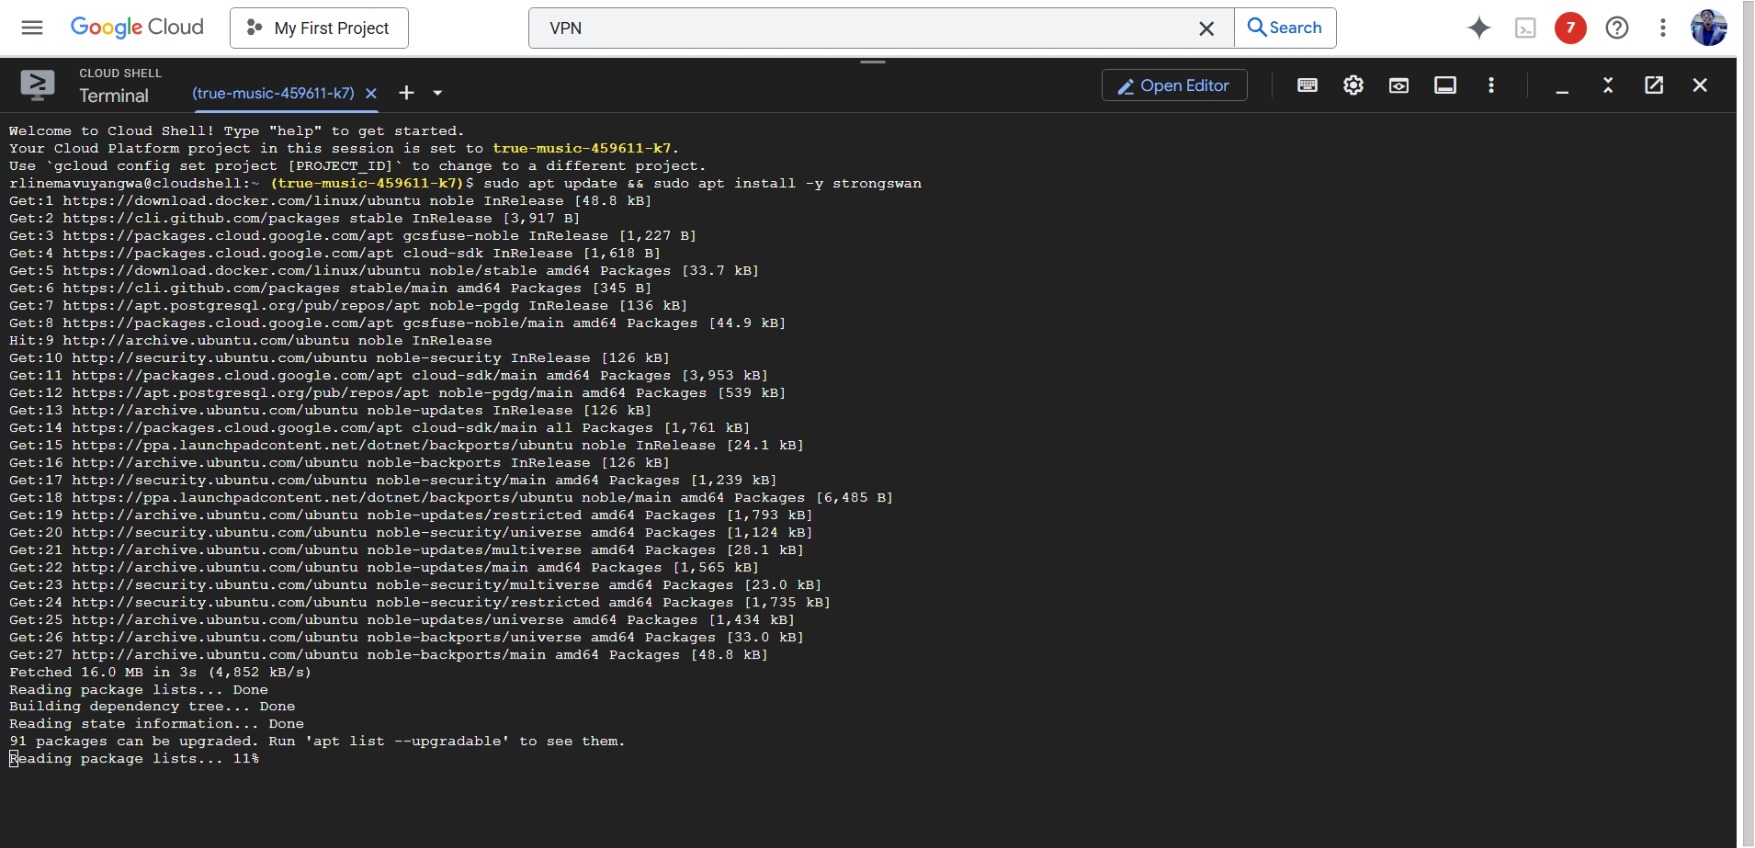 Google Cloud
My First Project
VPN
Search
7
CLOUD SHELL
Terminal
(true-music-459611-k7)
Open Editor
Welcome to Cloud Shell! Type "help" to get started.
Your Cloud Platform project in this session is set to true-music-459611-k7.
Use `gcloud config set project [PROJECT_ID]` to change to a different project.
rlinemavuyangwa@cloudshell:~ (true-music-459611-k7)$ sudo apt update && sudo apt install -y strongswan
Get:1 https://download.docker.com/linux/ubuntu noble InRelease [48.8 kB]
Get:2 https://cli.github.com/packages stable InRelease [3,917 B]
Get:3 https://packages.cloud.google.com/apt gcsfuse-noble InRelease [1,227 B]
Get:4 https://packages.cloud.google.com/apt cloud-sdk InRelease [1,618 B]
Get:5 https://download.docker.com/linux/ubuntu noble/stable amd64 Packages [33.7 kB]
Get:6 https://cli.github.com/packages stable/main amd64 Packages [345 B]
Get:7 https://apt.postgresql.org/pub/repos/apt noble-pgdg InRelease [136 kB]
Get:8 https://packages.cloud.google.com/apt gcsfuse-noble/main amd64 Packages [44.9 kB]
Hit:9 http://archive.ubuntu.com/ubuntu noble InRelease
Get:10 http://security.ubuntu.com/ubuntu noble-security InRelease [126 kB]
Get:11 https://packages.cloud.google.com/apt cloud-sdk/main amd64 Packages [3,953 kB]
Get:12 https://apt.postgresql.org/pub/repos/apt noble-pgdg/main amd64 Packages [539 kB]
Get:13 http://archive.ubuntu.com/ubuntu noble-updates InRelease [126 kB]
Get:14 https://packages.cloud.google.com/apt cloud-sdk/main all Packages [1,761 kB]
Get:15 https://ppa.launchpadcontent.net/dotnet/backports/ubuntu noble InRelease [24.1 kB]
Get:16 http://archive.ubuntu.com/ubuntu noble-backports InRelease [126 kB]
Get:17 http://security.ubuntu.com/ubuntu noble-security/main amd64 Packages [1,239 kB]
Get:18 https://ppa.launchpadcontent.net/dotnet/backports/ubuntu noble/main amd64 Packages [6,485 B]
Get:19 http://archive.ubuntu.com/ubuntu noble-updates/restricted amd64 Packages [1,793 kB]
Get:20 http://security.ubuntu.com/ubuntu noble-security/universe amd64 Packages [1,124 kB]
Get:21 http://archive.ubuntu.com/ubuntu noble-updates/multiverse amd64 Packages [28.1 kB]
Get:22 http://archive.ubuntu.com/ubuntu noble-updates/main amd64 Packages [1,565 kB]
Get:23 http://security.ubuntu.com/ubuntu noble-security/multiverse amd64 Packages [23.0 kB]
Get:24 http://security.ubuntu.com/ubuntu noble-security/restricted amd64 Packages [1,735 kB]
Get:25 http://archive.ubuntu.com/ubuntu noble-updates/universe amd64 Packages [1,434 kB]
Get:26 http://archive.ubuntu.com/ubuntu noble-backports/universe amd64 Packages [33.0 kB]
Get:27 http://archive.ubuntu.com/ubuntu noble-backports/main amd64 Packages [48.8 kB]
Fetched 16.0 MB in 3s (4,852 kB/s)
Reading package lists... Done
Building dependency tree... Done
Reading state information... Done
91 packages can be upgraded. Run 'apt list --upgradable' to see them.
Reading package lists... 11%